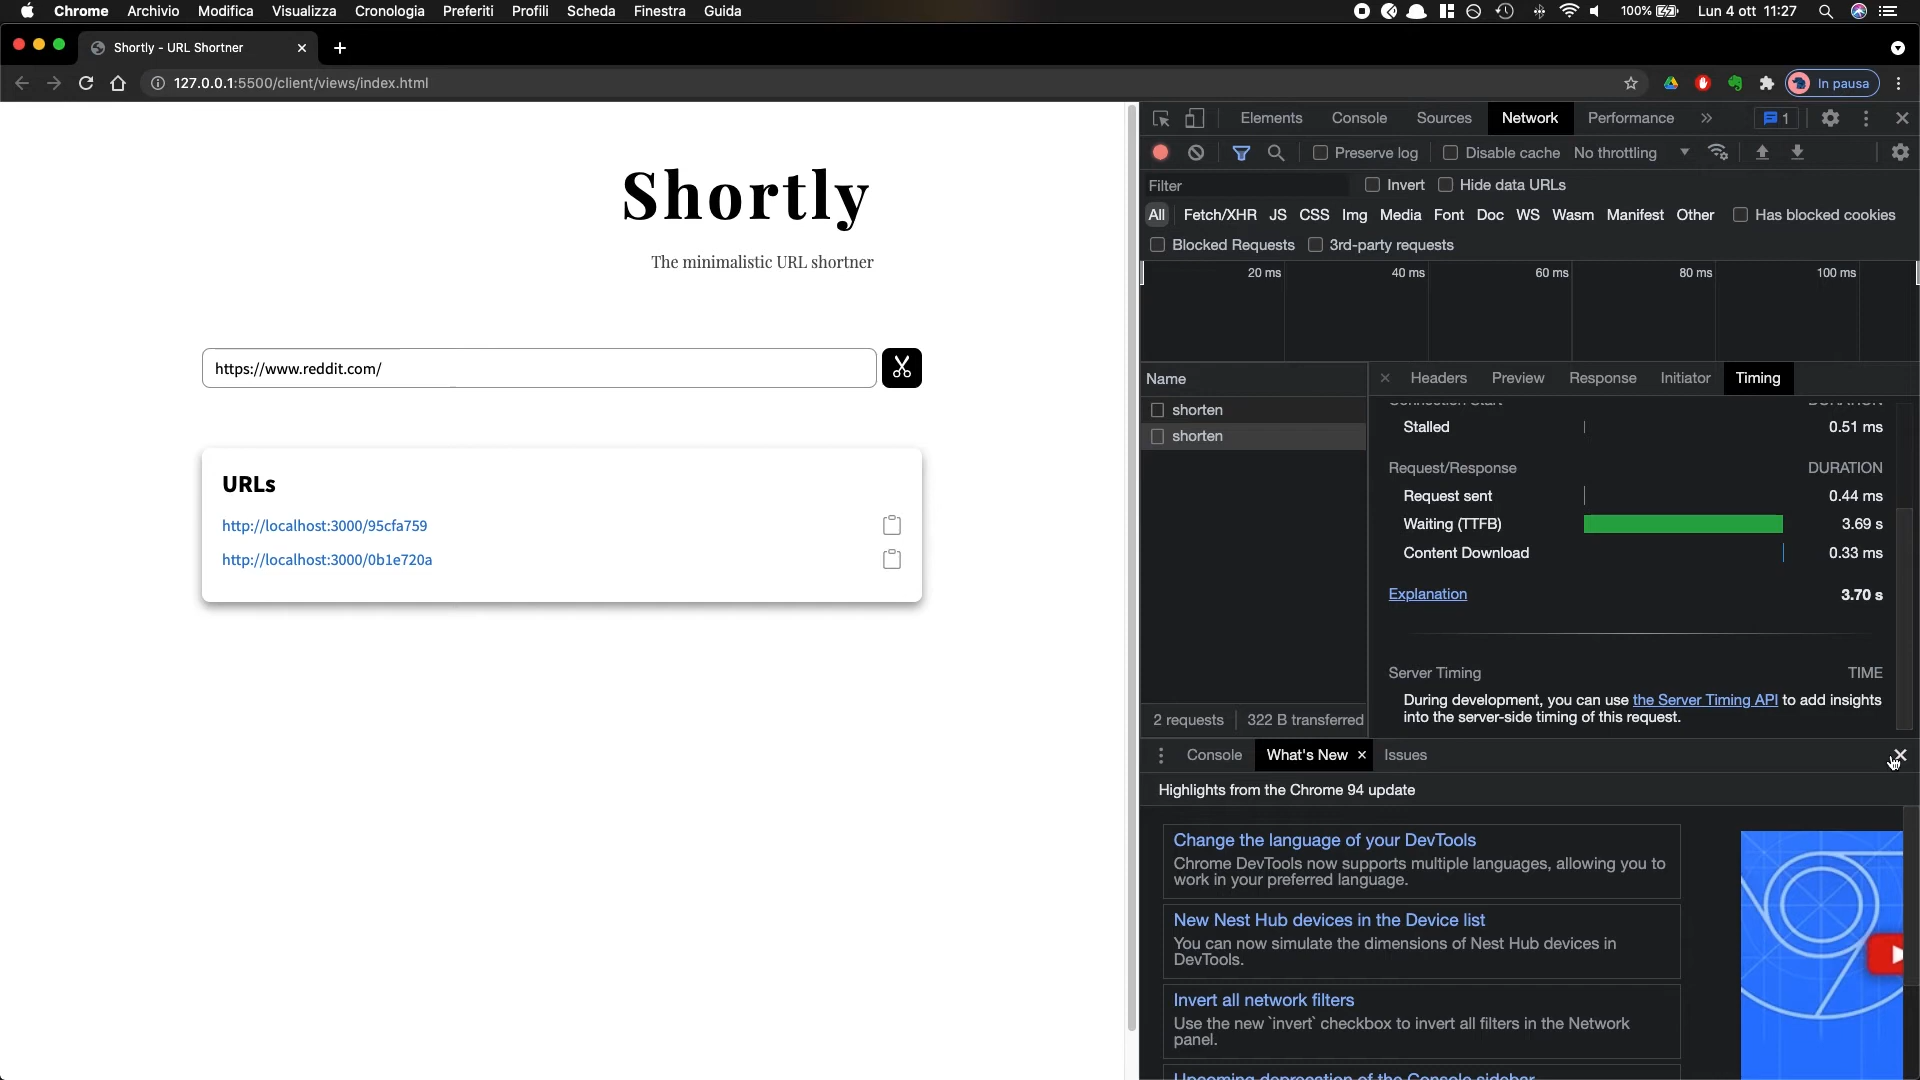 Chrome Archivio Modifica Visualizza Cronologia Preferiti Profili Scheda Finestra Guida 100% Lun 4 ott 11:27
Shortly - URL Shortner
127.0.0.1:5500/client/views/index.html In pausa
Shortly
The minimalistic URL shortner
https://www.reddit.com/
URLs
http://localhost:3000/95cfa759
http://localhost:3000/0b1e720a
Elements Console Sources Network Performance » 1
Preserve log Disable cache No throttling
Filter Invert Hide data URLs
All Fetch/XHR JS CSS Img Media Font Doc WS Wasm Manifest Other Has blocked cookies
Blocked Requests 3rd-party requests
20 ms 40 ms 60 ms 80 ms 100 ms
Name
shorten
shorten
2 requests 322 B transferred
Headers Preview Response Initiator Timing
Connection Start DURATION
Stalled 0.51 ms
Request/Response DURATION
Request sent 0.44 ms
Waiting (TTFB) 3.69 s
Content Download 0.33 ms
Explanation 3.70 s
Server Timing TIME
During development, you can use the Server Timing API to add insights
into the server-side timing of this request.
Console What's New Issues
Highlights from the Chrome 94 update
Change the language of your DevTools
Chrome DevTools now supports multiple languages, allowing you to
work in your preferred language.
New Nest Hub devices in the Device list
You can now simulate the dimensions of Nest Hub devices in
DevTools.
Invert all network filters
Use the new `invert` checkbox to invert all filters in the Network
panel.
Upcoming deprecation of the Console sidebar